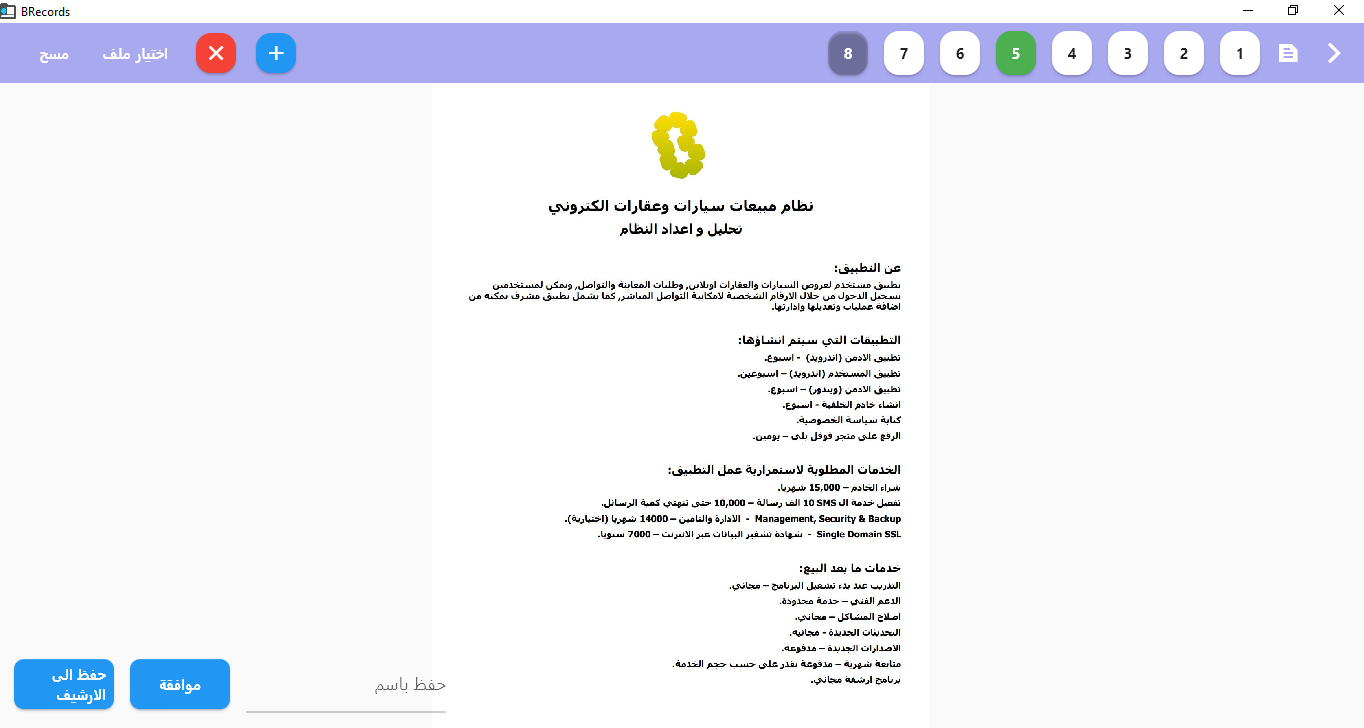 BRecords
1
2
3
4
5
6
7
8
اختيار ملف
مسح
نظام مبيعات سيارات وعقارات الكتروني
تحليل و اعداد النظام
عن التطبيق:
تطبيق مستخدم لعروض السيارات والعقارات اونلاين, وطلبات المعاينة والتواصل, ويمكن لمستخدمين
تسجيل الدخول من خلال الارقام الشخصية لامكانية التواصل المباشر, كما يشمل تطبيق مشرف يمكنه من
اضافة عمليات وتعديلها وادارتها.
التطبيقات التي سيتم انشاؤها:
تطبيق الادمن (اندرويد) - اسبوع.
تطبيق المستخدم (اندرويد) – اسبوعين.
تطبيق الادمن (ويندوز) – اسبوع.
انشاء خادم الخلفية - اسبوع.
كتابة سياسة الخصوصية.
الرفع على متجر قوقل بلى – يومين.
الخدمات المطلوبة لاستمرارية عمل التطبيق:
شراء الخادم – 15,000 شهريا.
تفعيل خدمة ال SMS 10 الف رسالة – 10,000 حتى تنتهي كمية الرسائل.
Management, Security & Backup - الادارة والتامين – 14000 شهريا (اختيارية).
Single Domain SSL - شهادة تشفير البيانات عبر الانترنت – 7000 سنويا.
خدمات ما بعد البيع:
التدريب عند بدء تشغيل البرنامج – مجاني.
الدعم الفني – خدمة محدودة.
اصلاح المشاكل – مجاني.
التحديثات الجديدة - مجانية.
الاصدارات الجديدة – مدفوعة.
متابعة شهرية – مدفوعة تقدر على حسب حجم الخدمة.
برنامج ارشفة مجاني.
حفظ باسم
موافقة
حفظ الى
الارشيف